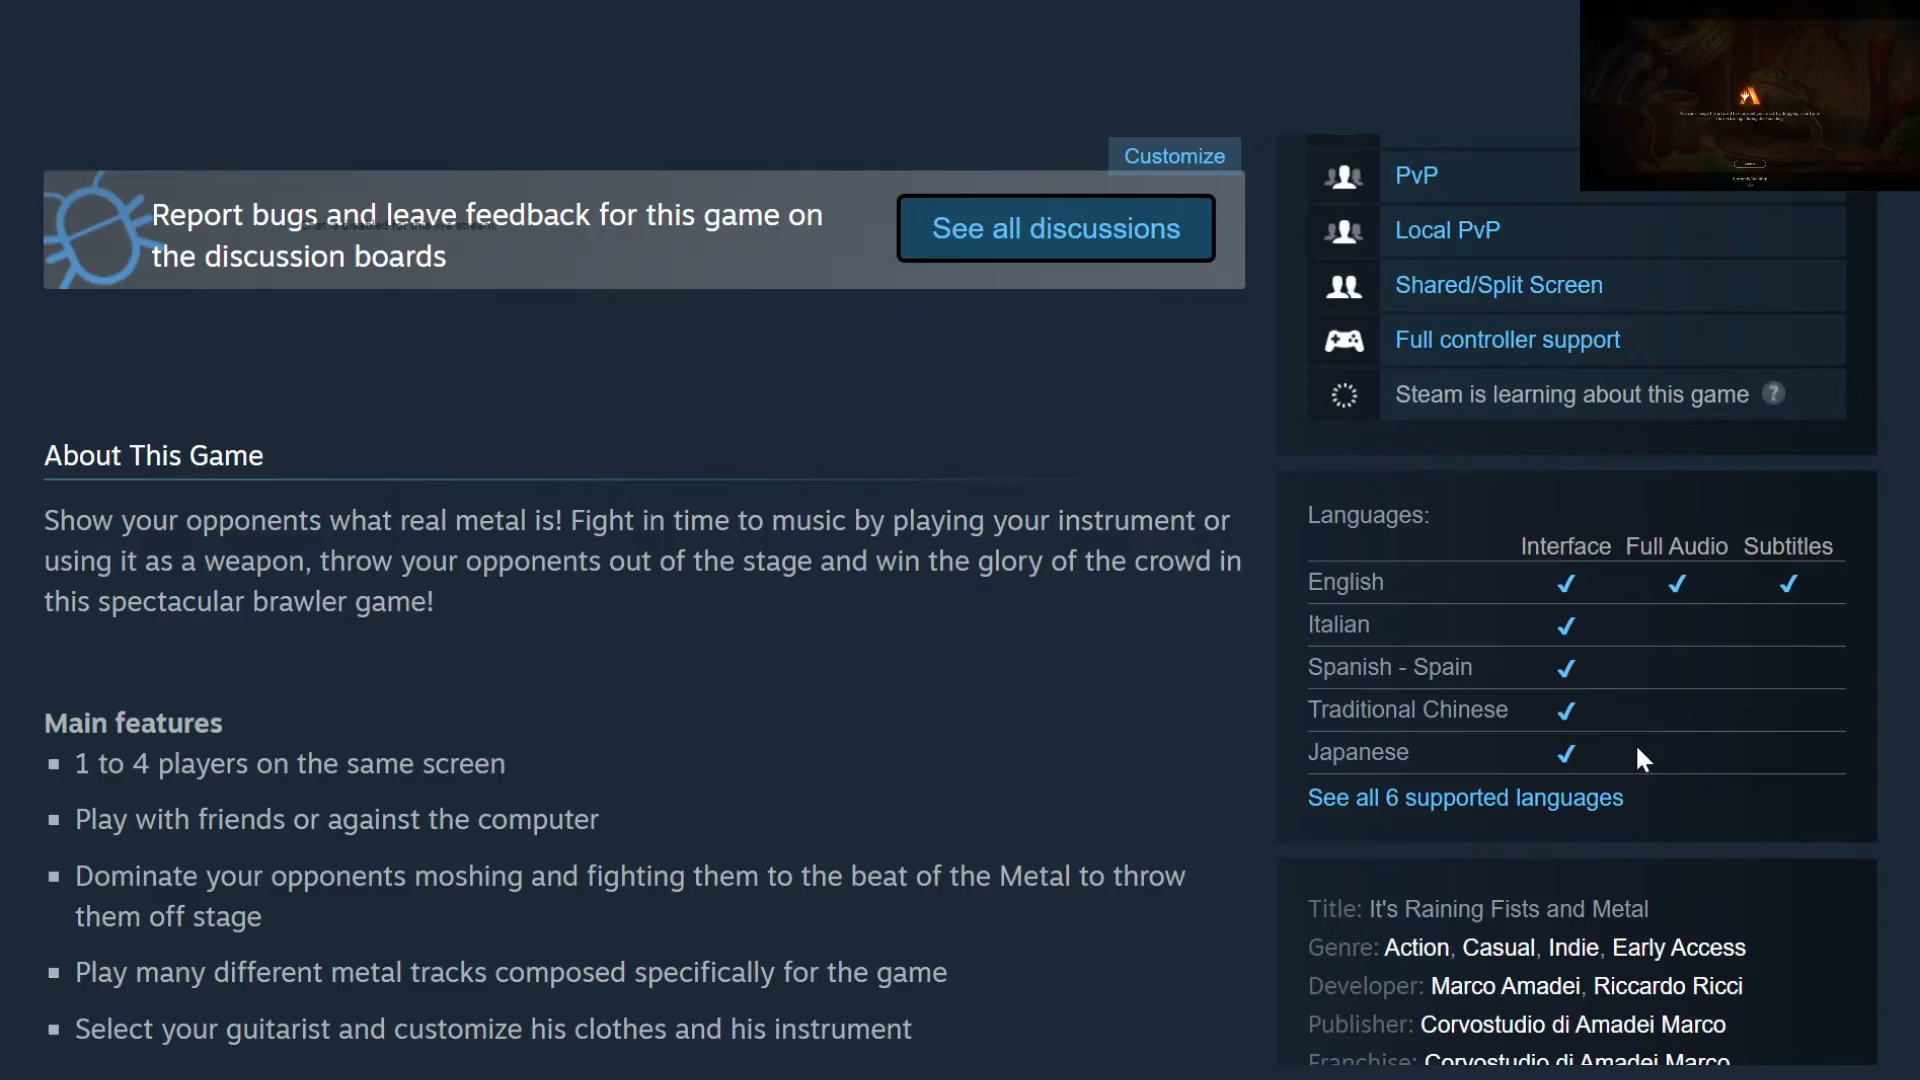 Customize
Report bugs and leave feedback for this game on
the discussion boards
See all discussions
About This Game
Show your opponents what real metal is! Fight in time to music by playing your instrument or
using it as a weapon, throw your opponents out of the stage and win the glory of the crowd in
this spectacular brawler game!
Main features
1 to 4 players on the same screen
Play with friends or against the computer
Dominate your opponents moshing and fighting them to the beat of the Metal to throw
them off stage
Play many different metal tracks composed specifically for the game
Select your guitarist and customize his clothes and his instrument
PvP
Local PvP
Shared/Split Screen
Full controller support
Steam is learning about this game ?
Languages:
Interface Full Audio Subtitles
English ✓ ✓ ✓
Italian ✓
Spanish - Spain ✓
Traditional Chinese ✓
Japanese ✓
See all 6 supported languages
Title: It's Raining Fists and Metal
Genre: Action, Casual, Indie, Early Access
Developer: Marco Amadei, Riccardo Ricci
Publisher: Corvostudio di Amadei Marco
Franchise: Corvostudio di Amadei Marco